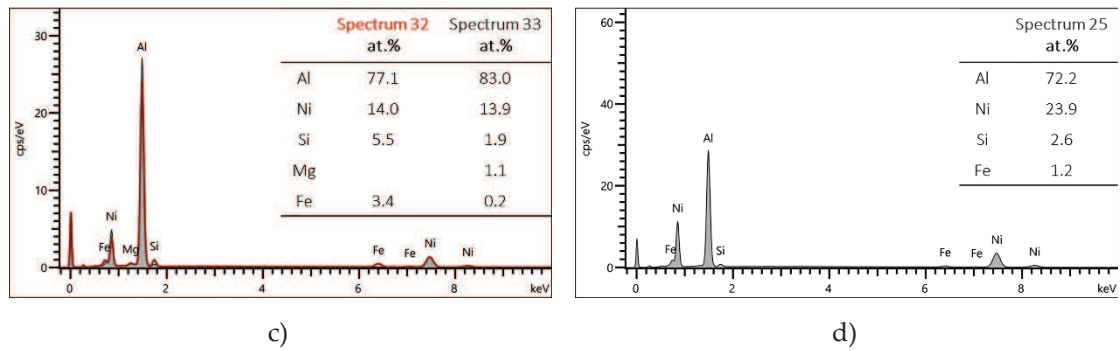 Spectrum 32 Spectrum 33
at.% at.%
Al 77.1 83.0
Ni 14.0 13.9
Si 5.5 1.9
Mg 1.1
Fe 3.4 0.2
30
20
10
0
cps/eV
Al
Ni
Fe Mg Si
Fe Fe Ni Ni
0 2 4 6 8 keV
c)
Spectrum 25
at.%
Al 72.2
Ni 23.9
Si 2.6
Fe 1.2
60
40
20
0
cps/eV
Al
Ni
Fe Si
Fe Fe Ni Ni
0 2 4 6 8 keV
d)